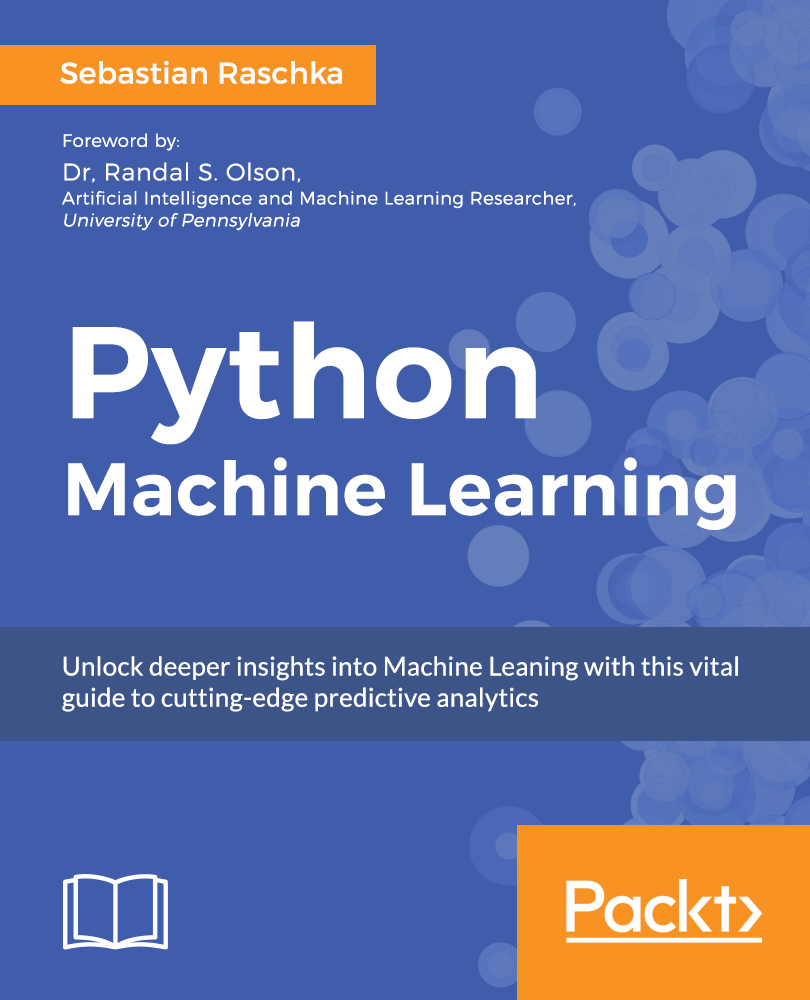 Sebastian Raschka
Foreword by:
Dr, Randal S. Olson,
Artificial Intelligence and Machine Learning Researcher,
University of Pennsylvania
Python
Machine Learning
Unlock deeper insights into Machine Leaning with this vital
guide to cutting-edge predictive analytics
Packt>